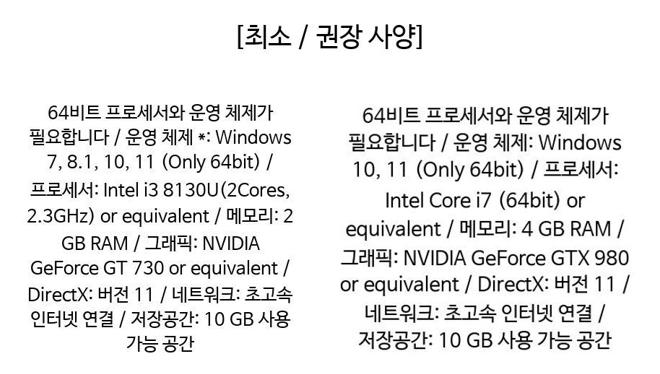 [최소 / 권장 사양]
64비트 프로세서와 운영 체제가
필요합니다 / 운영 체제 *: Windows
7, 8.1, 10, 11 (Only 64bit) /
프로세서: Intel i3 8130U(2Cores,
2.3GHz) or equivalent / 메모리: 2
GB RAM / 그래픽: NVIDIA
GeForce GT 730 or equivalent /
DirectX: 버전 11 / 네트워크: 초고속
인터넷 연결 / 저장공간: 10 GB 사용
가능 공간
64비트 프로세서와 운영 체제가
필요합니다 / 운영 체제: Windows
10, 11 (Only 64bit) / 프로세서:
Intel Core i7 (64bit) or
equivalent / 메모리: 4 GB RAM /
그래픽: NVIDIA GeForce GTX 980
or equivalent / DirectX: 버전 11 /
네트워크: 초고속 인터넷 연결 /
저장공간: 10 GB 사용 가능 공간